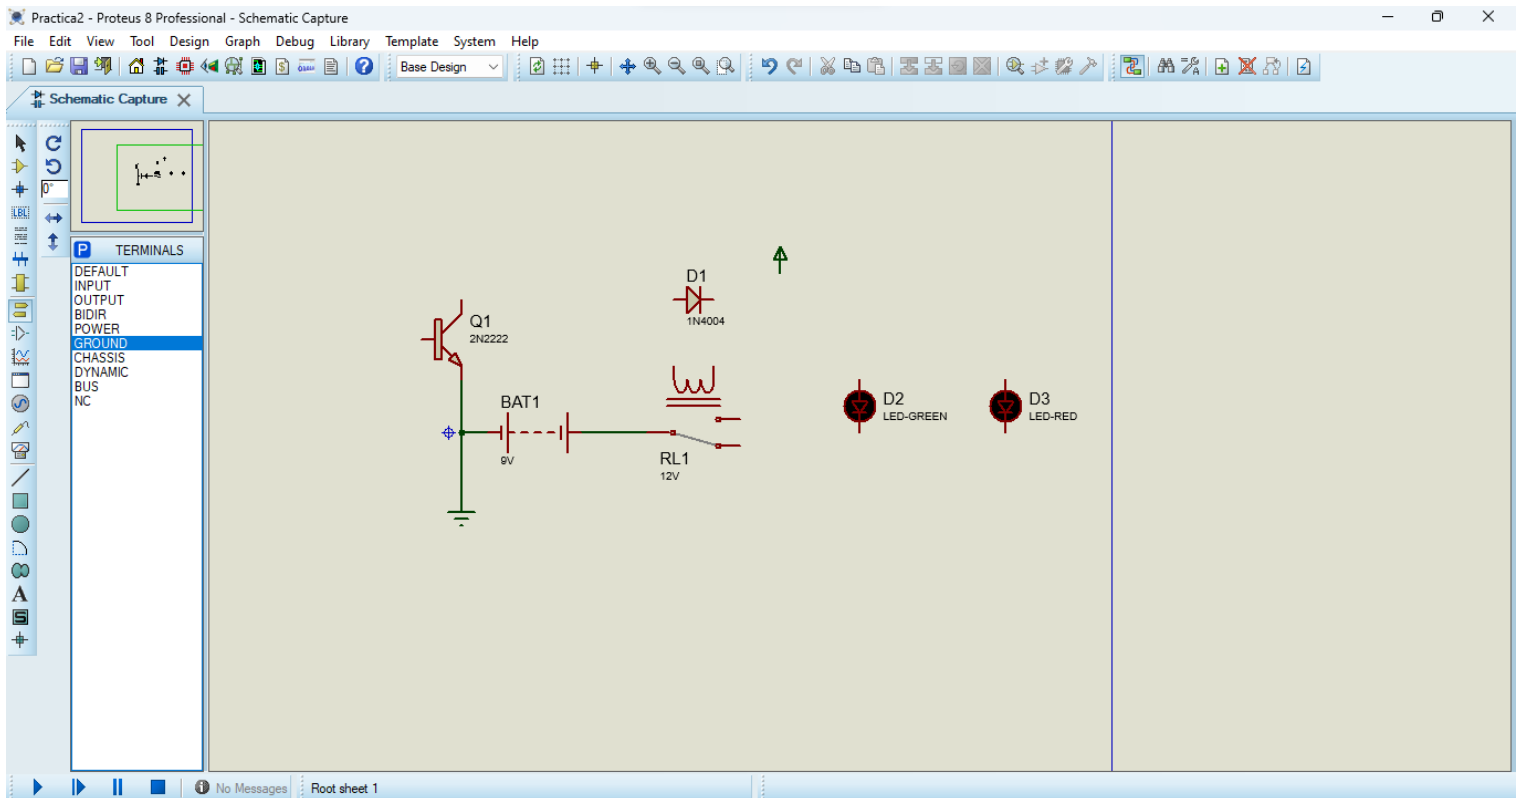 Practica2 - Proteus 8 Professional - Schematic Capture
File Edit View Tool Design Graph Debug Library Template System Help
Base Design
Schematic Capture
0°
LBL
P TERMINALS
DEFAULT
INPUT
OUTPUT
BIDIR
POWER
GROUND
CHASSIS
DYNAMIC
BUS
NC
A
S
D1
1N4004
Q1
2N2222
BAT1
9V
RL1
12V
D2
LED-GREEN
D3
LED-RED
No Messages
Root sheet 1